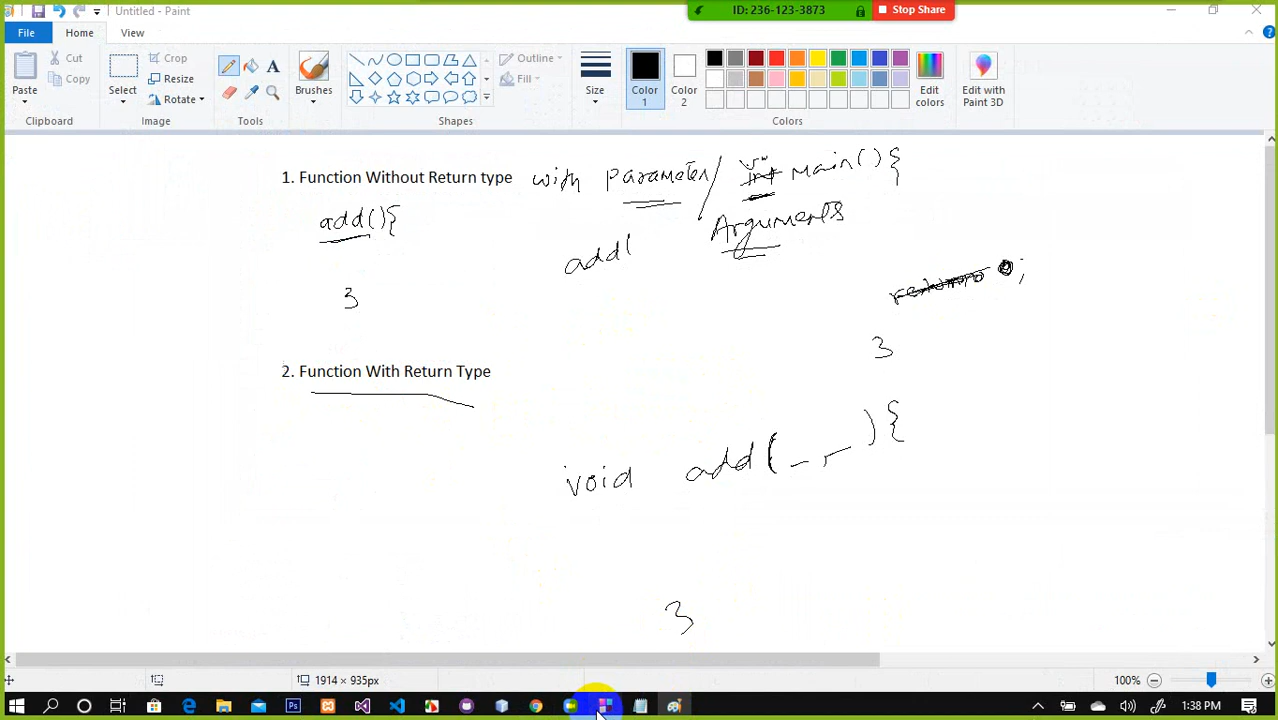 Untitled - Paint
ID: 236-123-3873
Stop Share
File
Home
View
Paste
Cut
Copy
Clipboard
Select
Crop
Resize
Rotate
Image
Tools
Brushes
Shapes
Outline
Fill
Size
Color 1
Color 2
Colors
Edit colors
Edit with Paint 3D
1. Function Without Return type with parameter/ main(){
add(){
Arguments
add(
return 0;
3
3
2. Function With Return Type
void add(_,_){
3
1914 × 935px
100%
1:38 PM